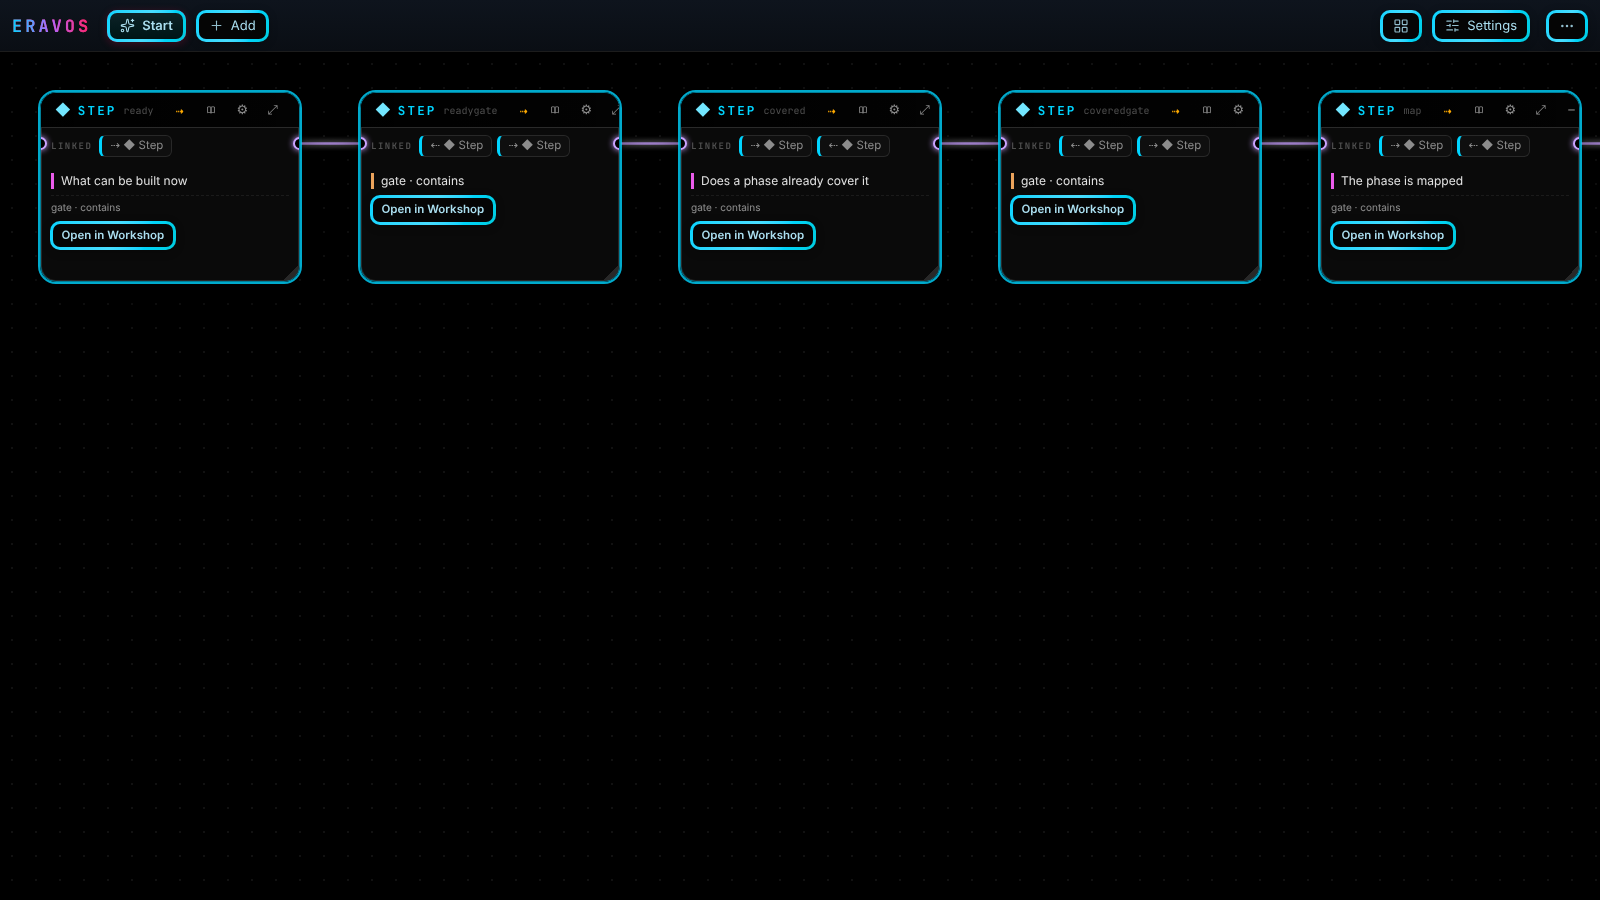 ERAVOS Start Add Settings
STEP ready
LINKED Step
What can be built now
gate · contains
Open in Workshop
STEP readygate
LINKED Step Step
gate · contains
Open in Workshop
STEP covered
LINKED Step Step
Does a phase already cover it
gate · contains
Open in Workshop
STEP coveredgate
LINKED Step Step
gate · contains
Open in Workshop
STEP map
LINKED Step Step
The phase is mapped
gate · contains
Open in Workshop